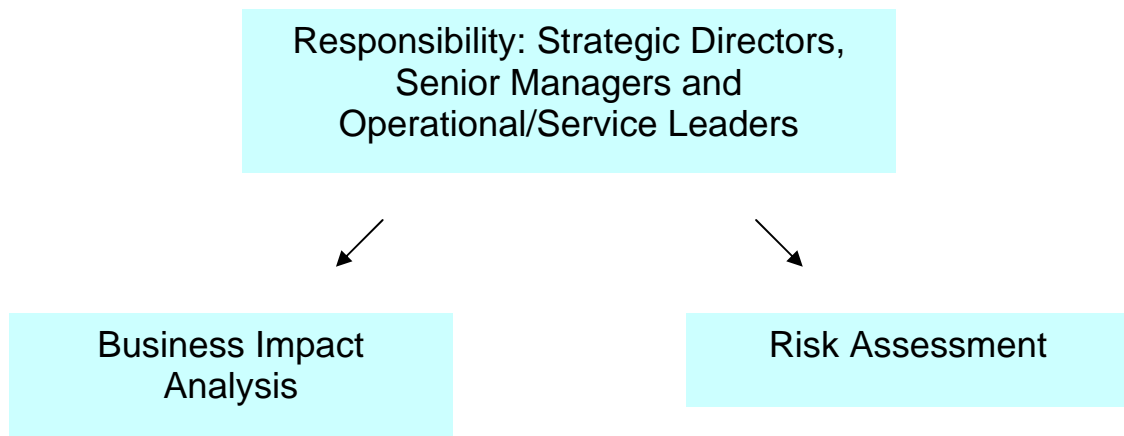 Responsibility: Strategic Directors,
Senior Managers and
Operational/Service Leaders
Business Impact
Analysis
Risk Assessment